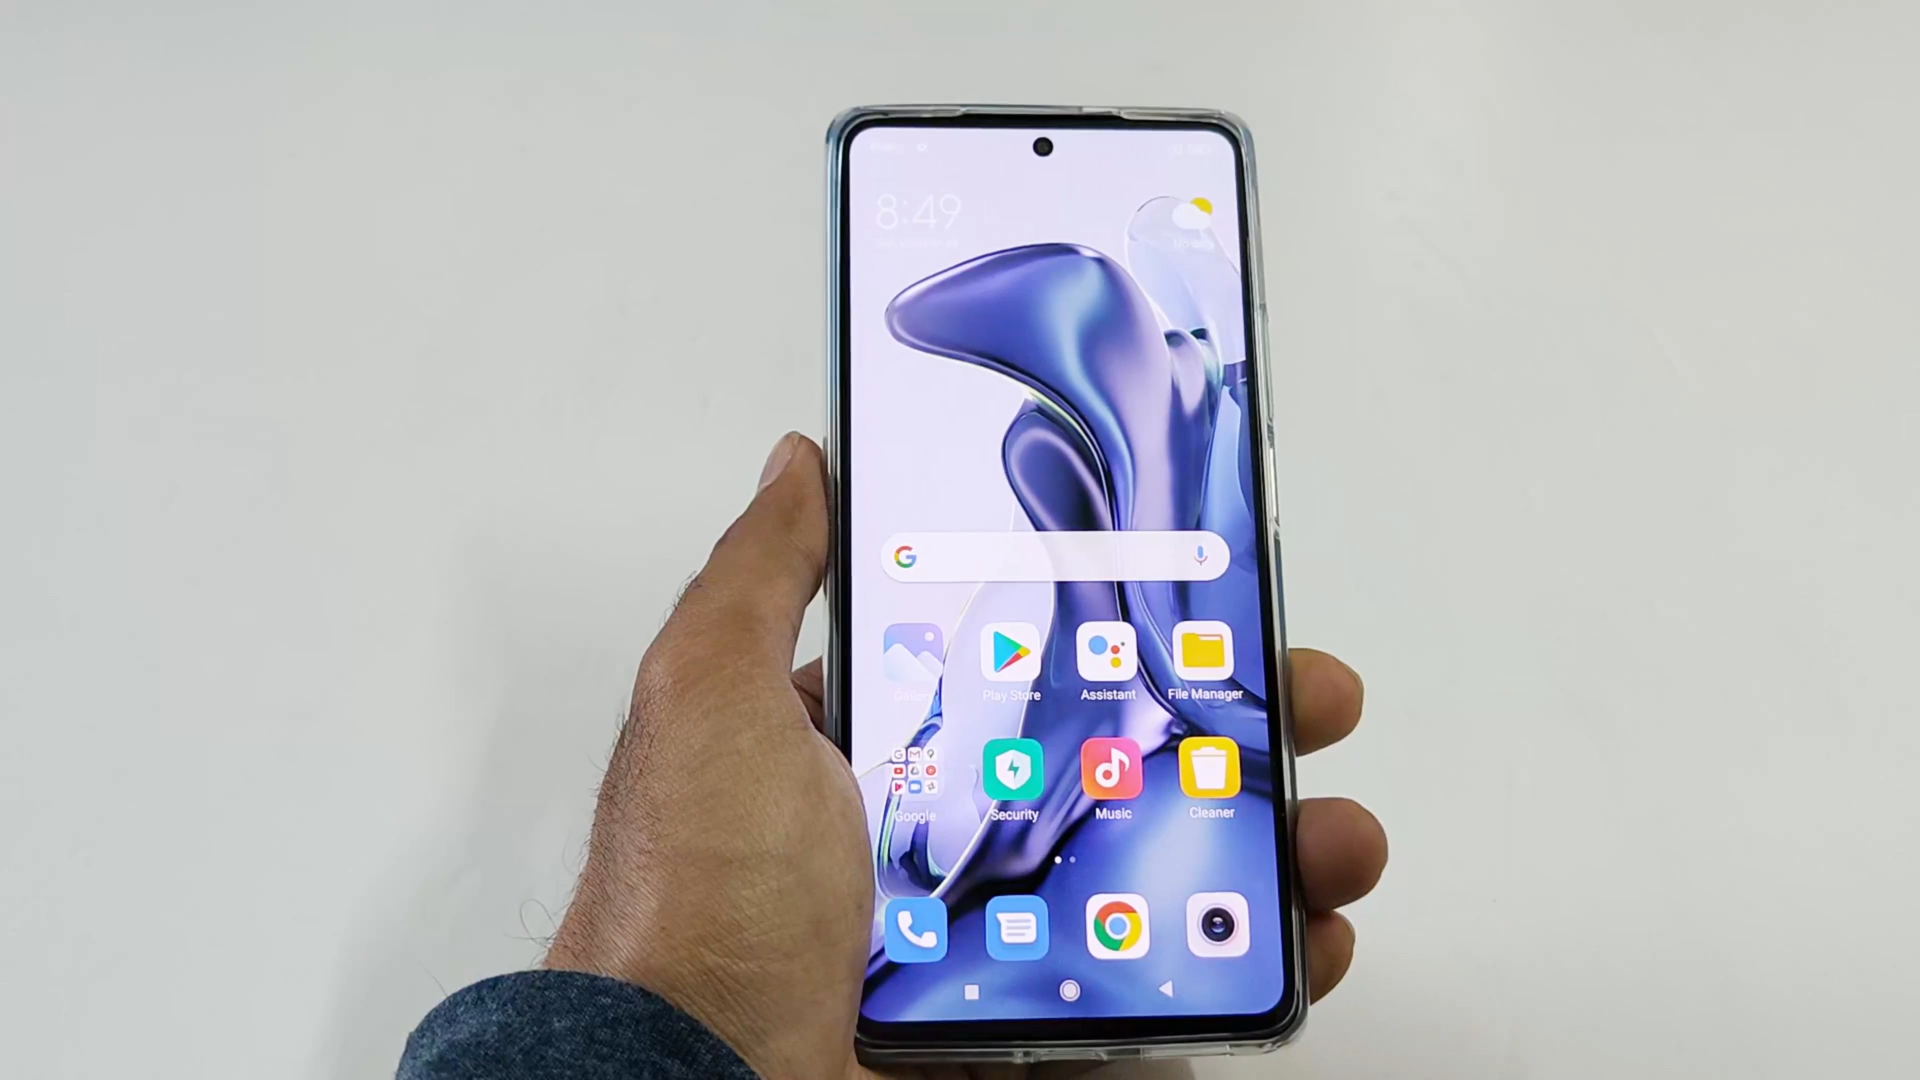 8:49
Play Store
Assistant
File Manager
Google
Security
Music
Cleaner